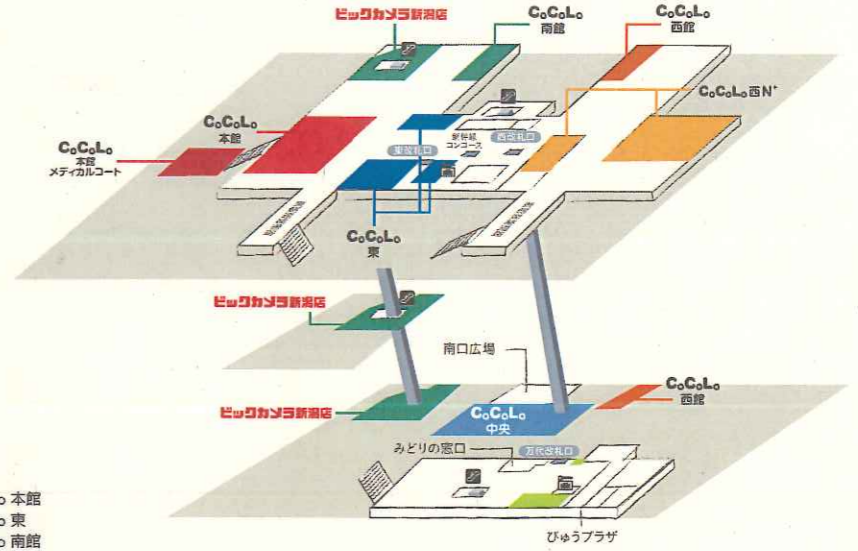 ビックカメラ新潟店
CoCoLo
南館
CoCoLo
西館
CoCoLo西N⁺
CoCoLo
本館
CoCoLo
本館
メディカルコート
東改札口
新幹線
コンコース
西改札口
CoCoLo
東
ビックカメラ新潟店
南口広場
ビックカメラ新潟店
CoCoLo
中央
CoCoLo
西館
みどりの窓口
万代改札口
びゅうプラザ
本館
東
南館